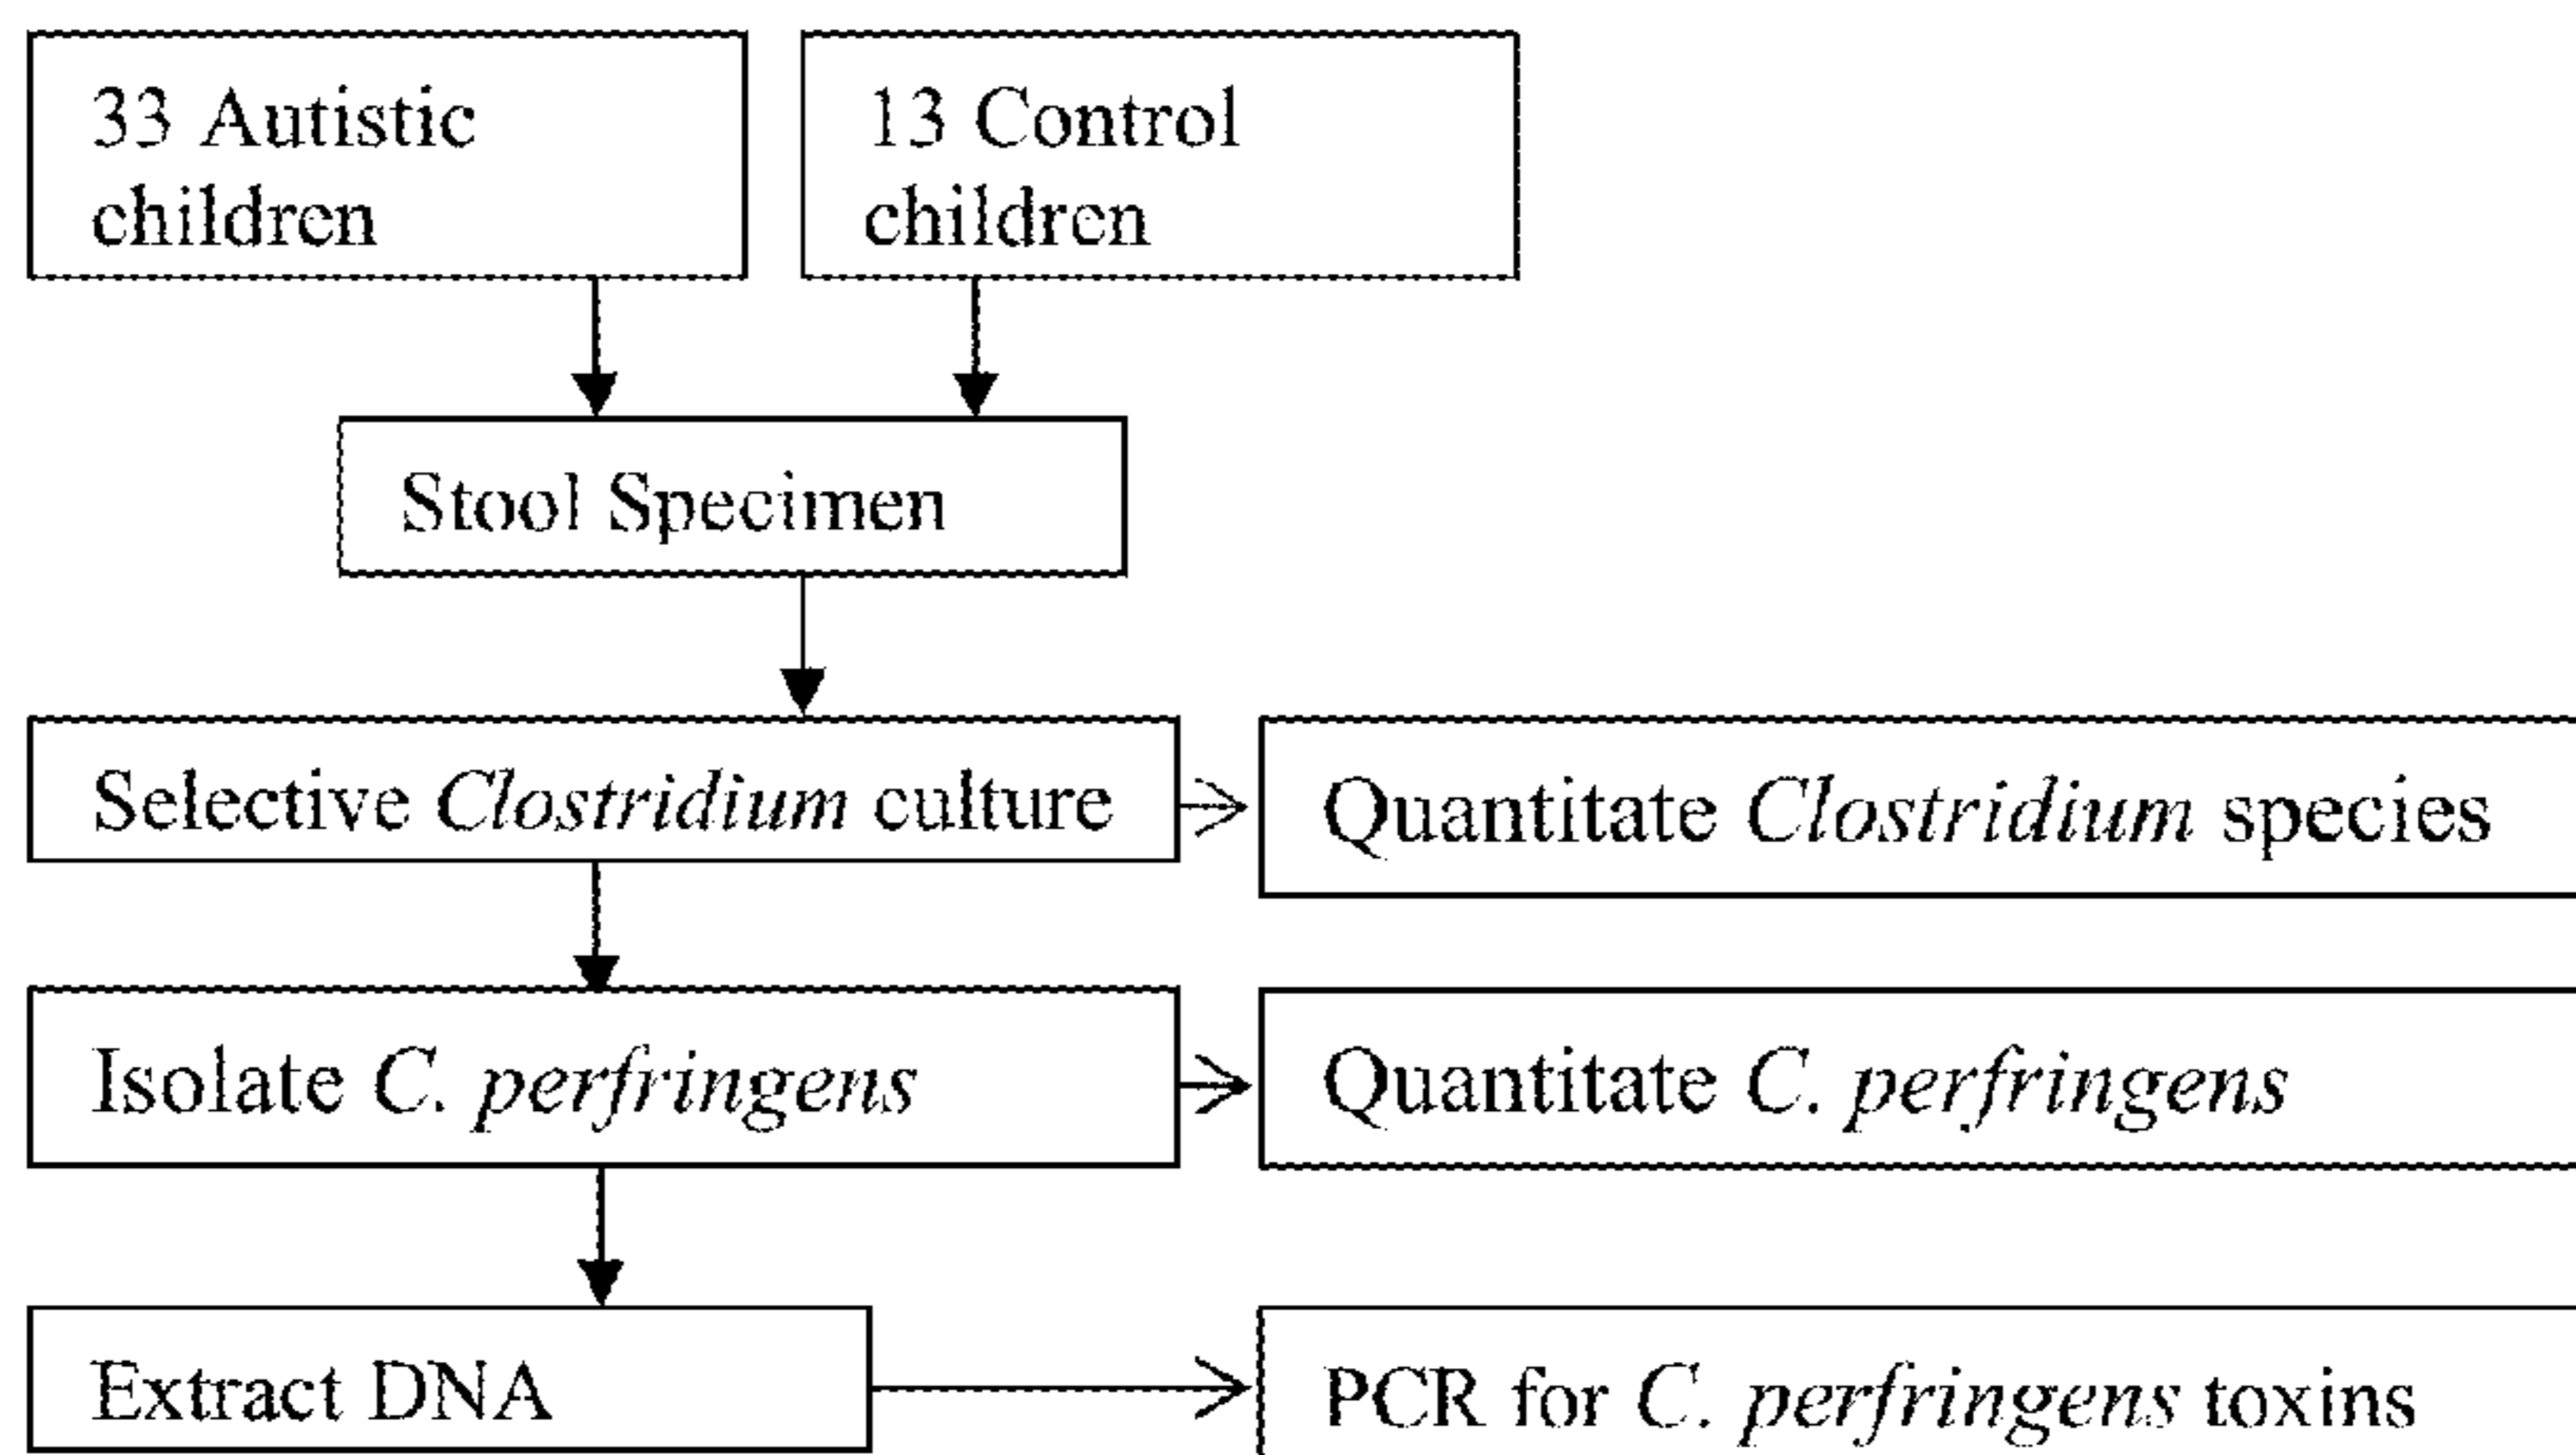 33 Autistic
children
13 Control
children
Stool Specimen
Selective Clostridium culture
Quantitate Clostridium species
Isolate C. perfringens
Quantitate C. perfringens
Extract DNA
PCR for C. perfringens toxins